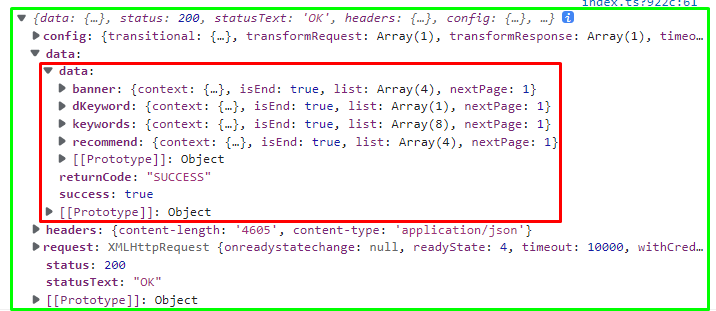 index.ts?922c:61
{data: {…}, status: 200, statusText: 'OK', headers: {…}, config: {…}, …} i
config: {transitional: {…}, transformRequest: Array(1), transformResponse: Array(1), timeo…
data:
data:
banner: {context: {…}, isEnd: true, list: Array(4), nextPage: 1}
dKeyword: {context: {…}, isEnd: true, list: Array(1), nextPage: 1}
keywords: {context: {…}, isEnd: true, list: Array(8), nextPage: 1}
recommend: {context: {…}, isEnd: true, list: Array(4), nextPage: 1}
[[Prototype]]: Object
returnCode: "SUCCESS"
success: true
[[Prototype]]: Object
headers: {content-length: '4605', content-type: 'application/json'}
request: XMLHttpRequest {onreadystatechange: null, readyState: 4, timeout: 10000, withCred…
status: 200
statusText: "OK"
[[Prototype]]: Object